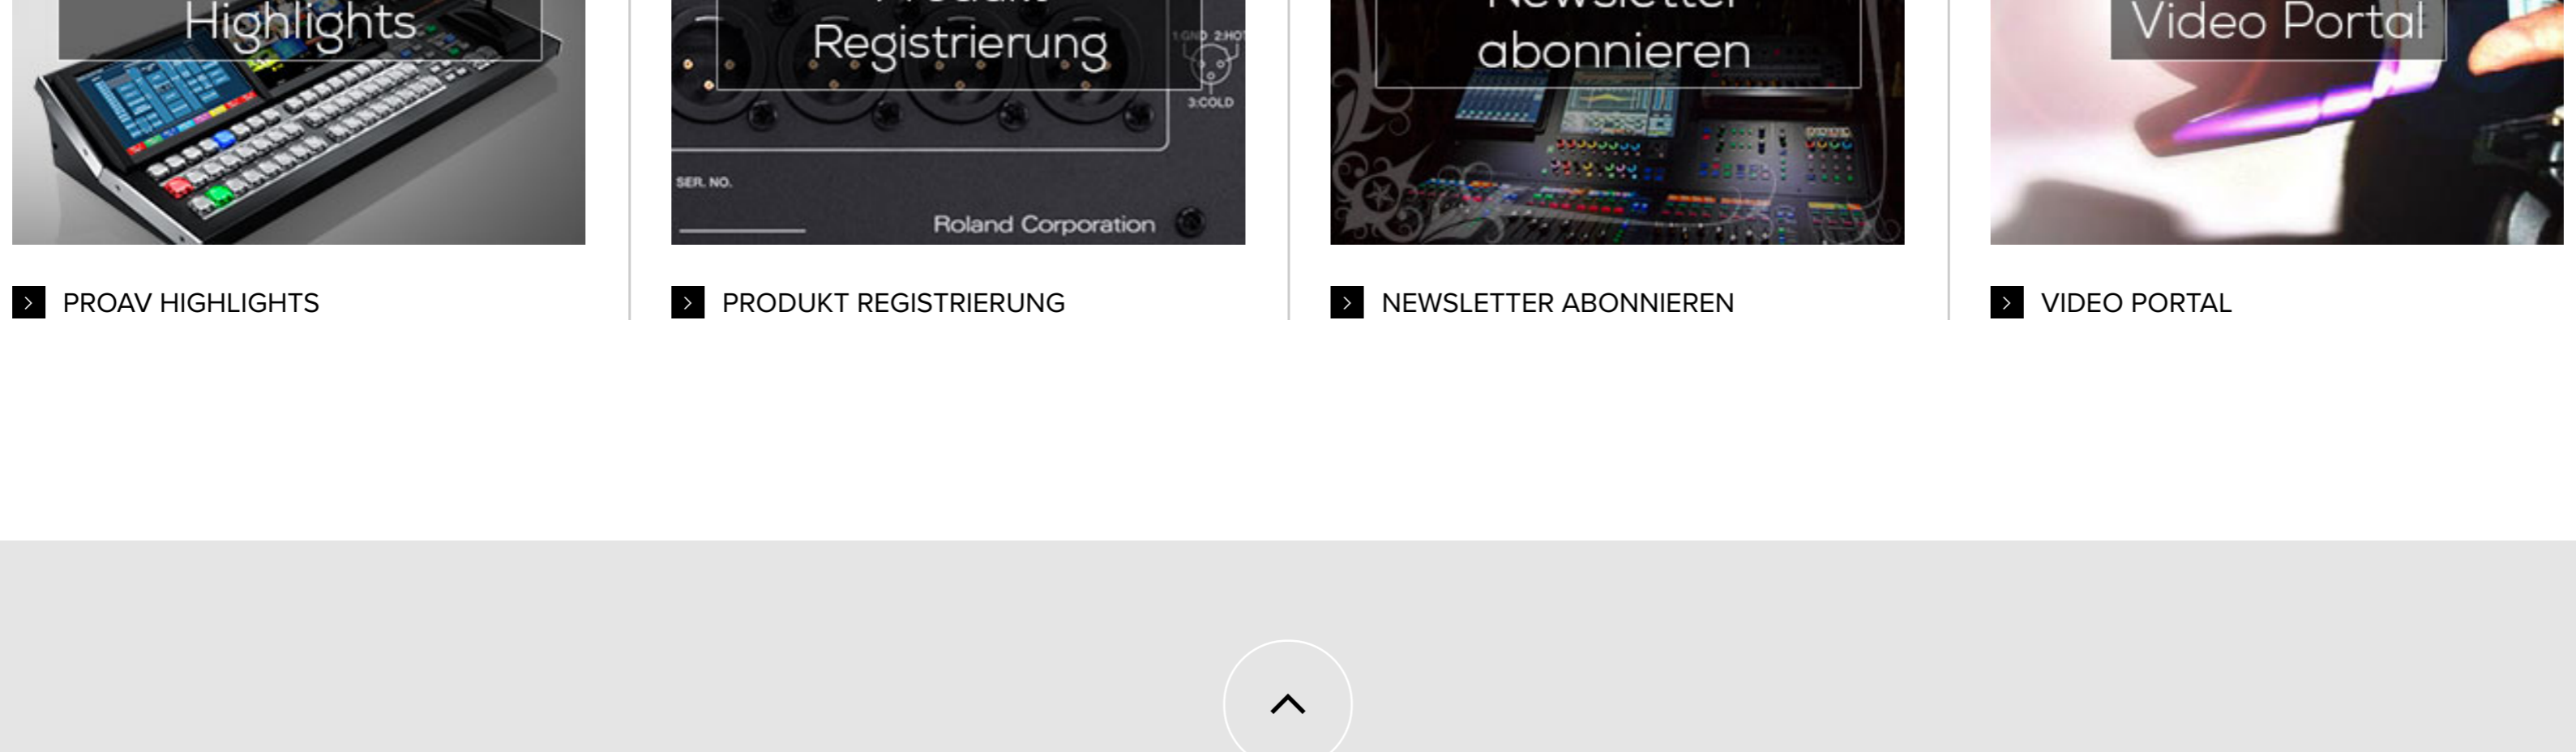 Highlights
Registrierung
1:GND 2:HOT
3:COLD
SER. NO.
Roland Corporation
Newsletter
abonnieren
Video Portal
PROAV HIGHLIGHTS
PRODUKT REGISTRIERUNG
NEWSLETTER ABONNIEREN
VIDEO PORTAL